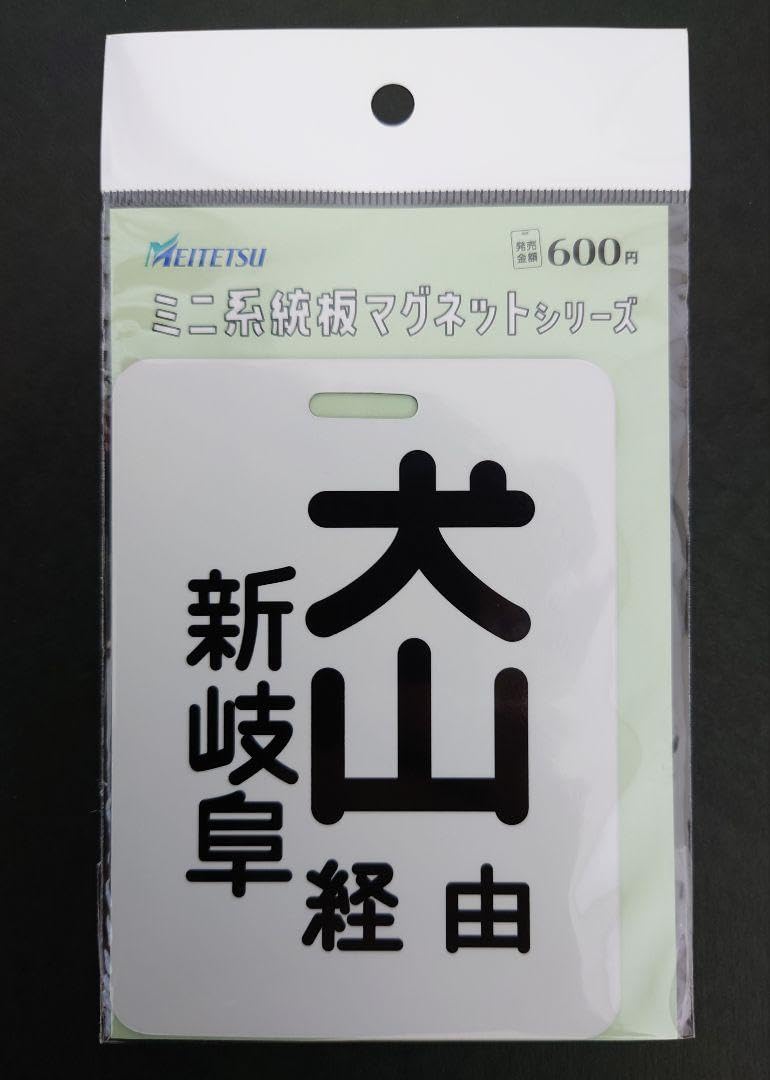 MEITETSU
発売
金額
600円
ミニ系統板マグネットシリーズ
犬山
新岐阜
経由